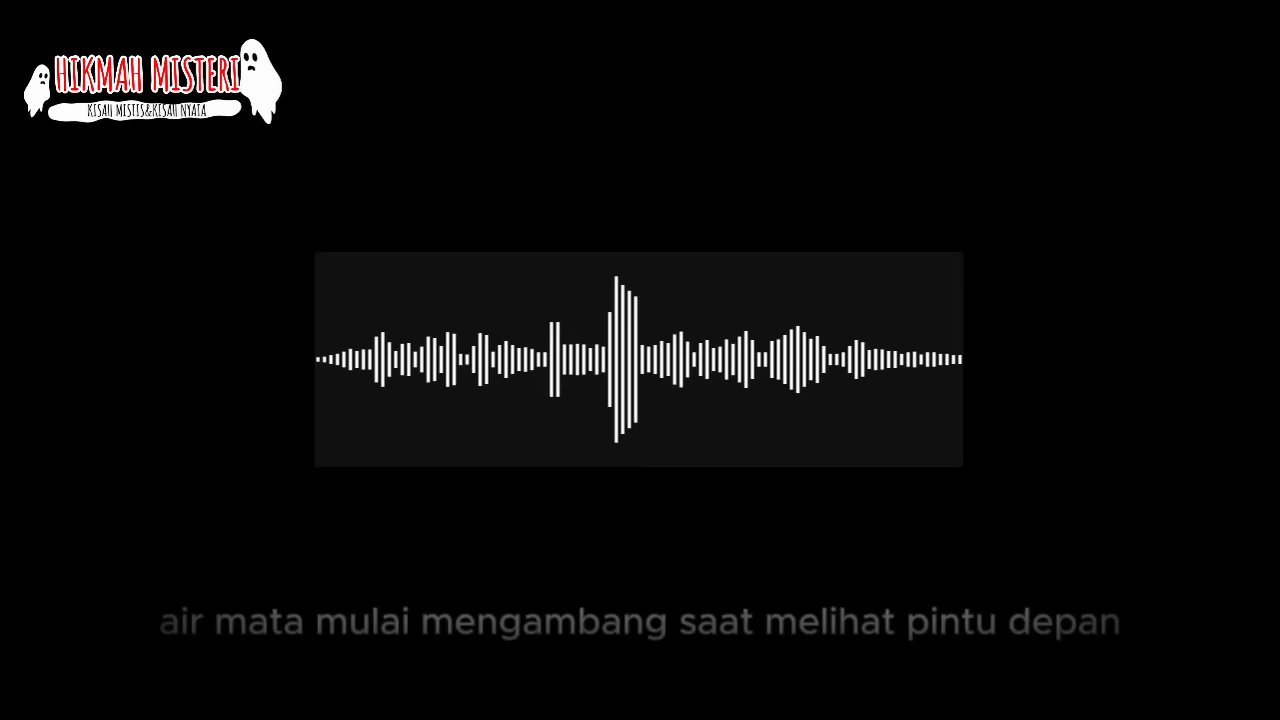 HIKMAH MISTERI
KISAH MISTIS&KISAH NYATA
air mata mulai mengambang saat melihat pintu depan